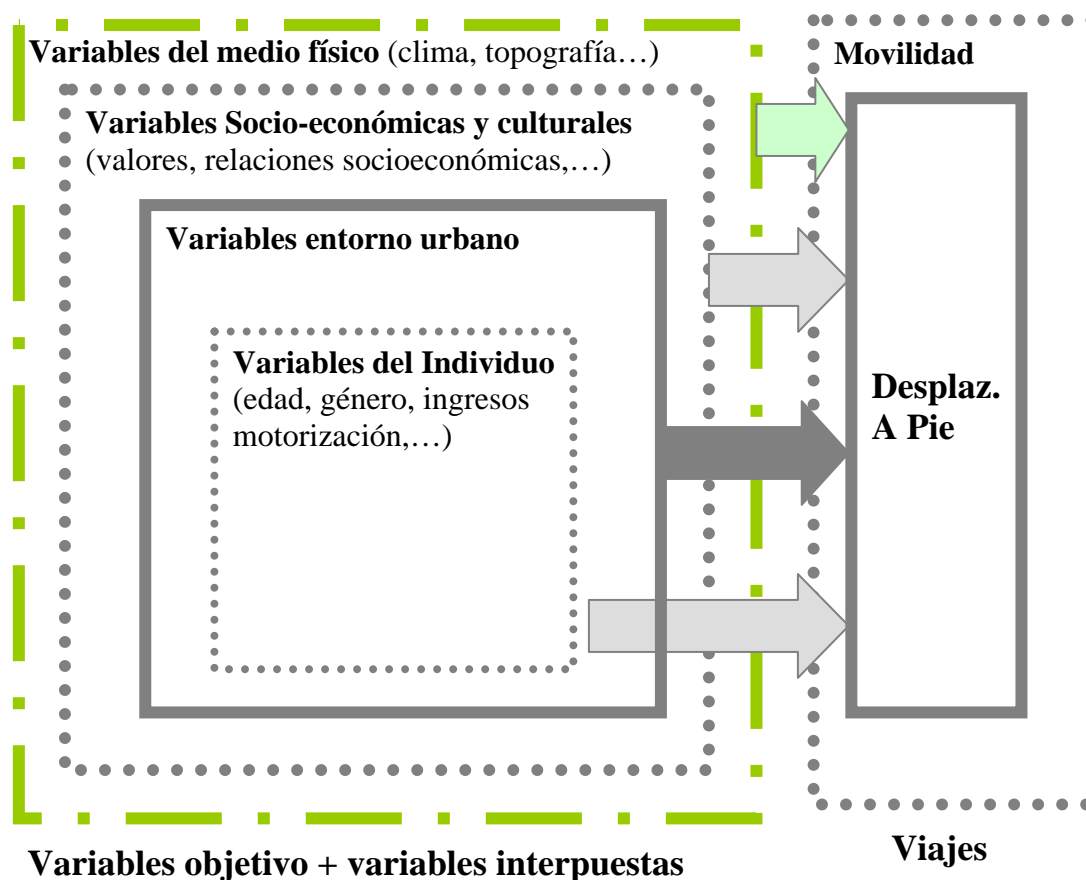 Variables del medio físico (clima, topografía…)
Movilidad
Variables Socio-económicas y culturales
(valores, relaciones socioeconómicas,…)
Variables entorno urbano
Variables del Individuo
(edad, género, ingresos
motorización,…)
Desplaz.
A Pie
Variables objetivo + variables interpuestas
Viajes